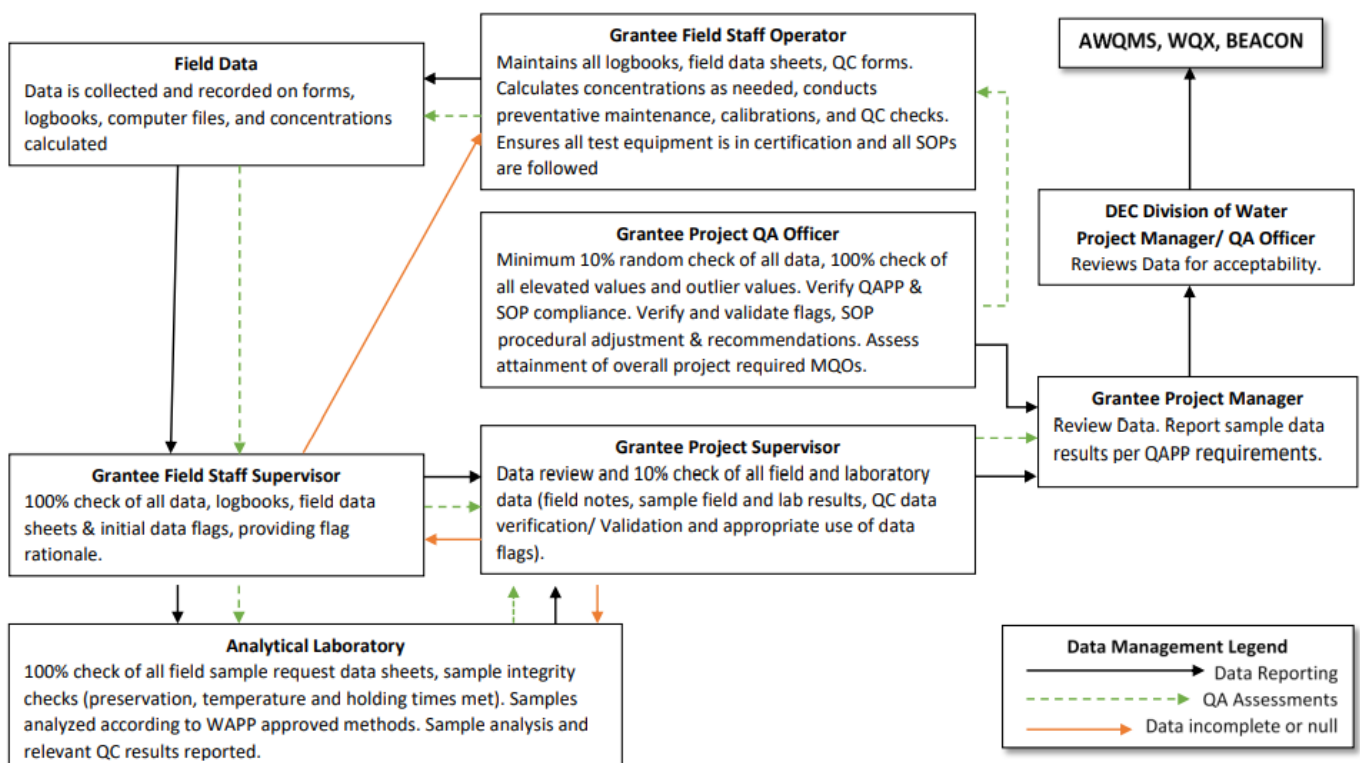 Field Data
Data is collected and recorded on forms,
logbooks, computer files, and concentrations
calculated
Grantee Field Staff Operator
Maintains all logbooks, field data sheets, QC forms.
Calculates concentrations as needed, conducts
preventative maintenance, calibrations, and QC checks.
Ensures all test equipment is in certification and all SOPs
are followed
AWQMS, WQX, BEACON
DEC Division of Water
Project Manager/ QA Officer
Reviews Data for acceptability.
Grantee Project QA Officer
Minimum 10% random check of all data, 100% check of
all elevated values and outlier values. Verify QAPP &
SOP compliance. Verify and validate flags, SOP
procedural adjustment & recommendations. Assess
attainment of overall project required MQOs.
Grantee Project Manager
Review Data. Report sample data
results per QAPP requirements.
Grantee Field Staff Supervisor
100% check of all data, logbooks, field data
sheets & initial data flags, providing flag
rationale.
Grantee Project Supervisor
Data review and 10% check of all field and laboratory
data (field notes, sample field and lab results, QC data
verification/ Validation and appropriate use of data
flags).
Analytical Laboratory
100% check of all field sample request data sheets, sample integrity
checks (preservation, temperature and holding times met). Samples
analyzed according to WAPP approved methods. Sample analysis and
relevant QC results reported.
Data Management Legend
Data Reporting
QA Assessments
Data incomplete or null